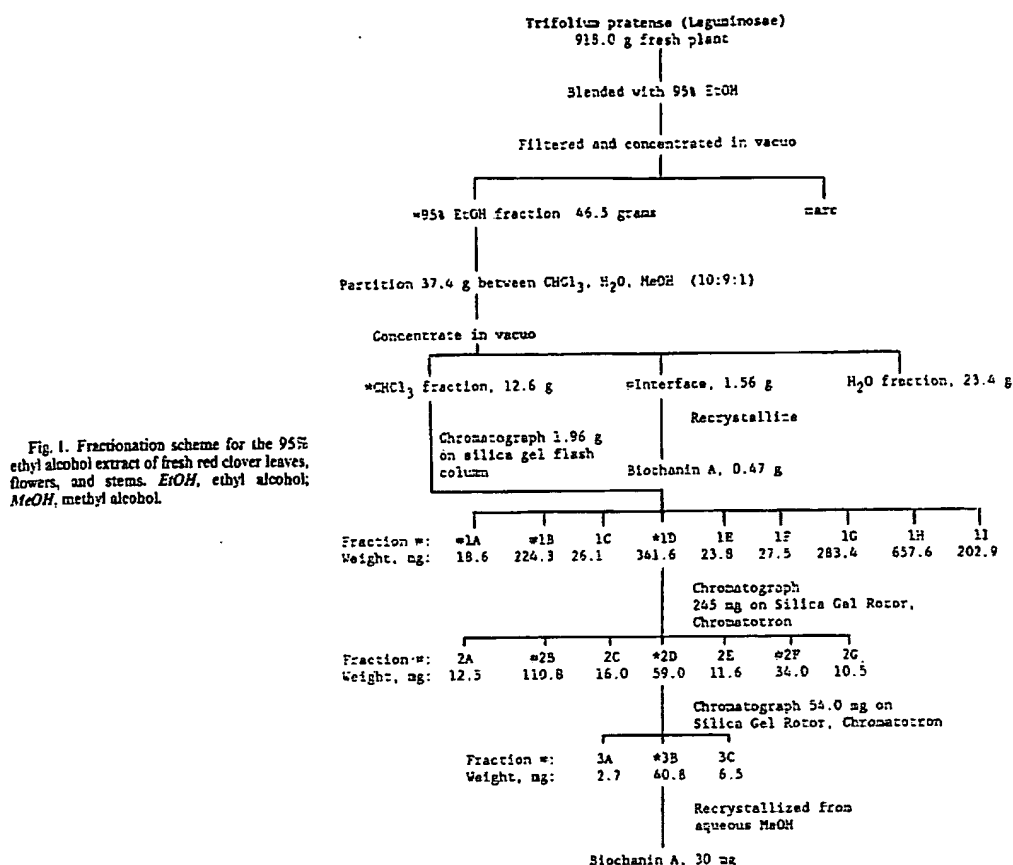 Trifolium pratense (Leguminosae)
918.0 g fresh plant
Blended with 95% EtOH
Filtered and concentrated in vacuo
*95% EtOH fraction 46.5 grams
marc
Partition 37.4 g between CHCl3, H2O, MeOH (10:9:1)
Concentrate in vacuo
*CHCl3 fraction, 12.6 g
*Interface, 1.56 g
H2O fraction, 23.4 g
Recrystallize
Chromatograph 1.96 g
on silica gel flash
column
Biochanin A, 0.47 g
Fig. 1. Fractionation scheme for the 95%
ethyl alcohol extract of fresh red clover leaves,
flowers, and stems. EtOH, ethyl alcohol;
MeOH, methyl alcohol.
Fraction #: *1A *1B 1C *1D 1E 1F 1G 1H 1I
Weight, mg: 18.6 224.3 26.1 341.6 23.8 27.5 283.4 657.6 202.9
Chromatograph
245 mg on Silica Gel Rotor,
Chromatotron
Fraction #: 2A *2B 2C *2D 2E *2F 2G
Weight, mg: 12.5 110.8 16.0 59.0 11.6 34.0 10.5
Chromatograph 54.0 mg on
Silica Gel Rotor, Chromatotron
Fraction #: 3A *3B 3C
Weight, mg: 2.7 40.8 6.5
Recrystallized from
aqueous MeOH
Biochanin A, 30 mg